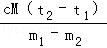 cM ( t₂ − t₁ )
m₁ − m₂